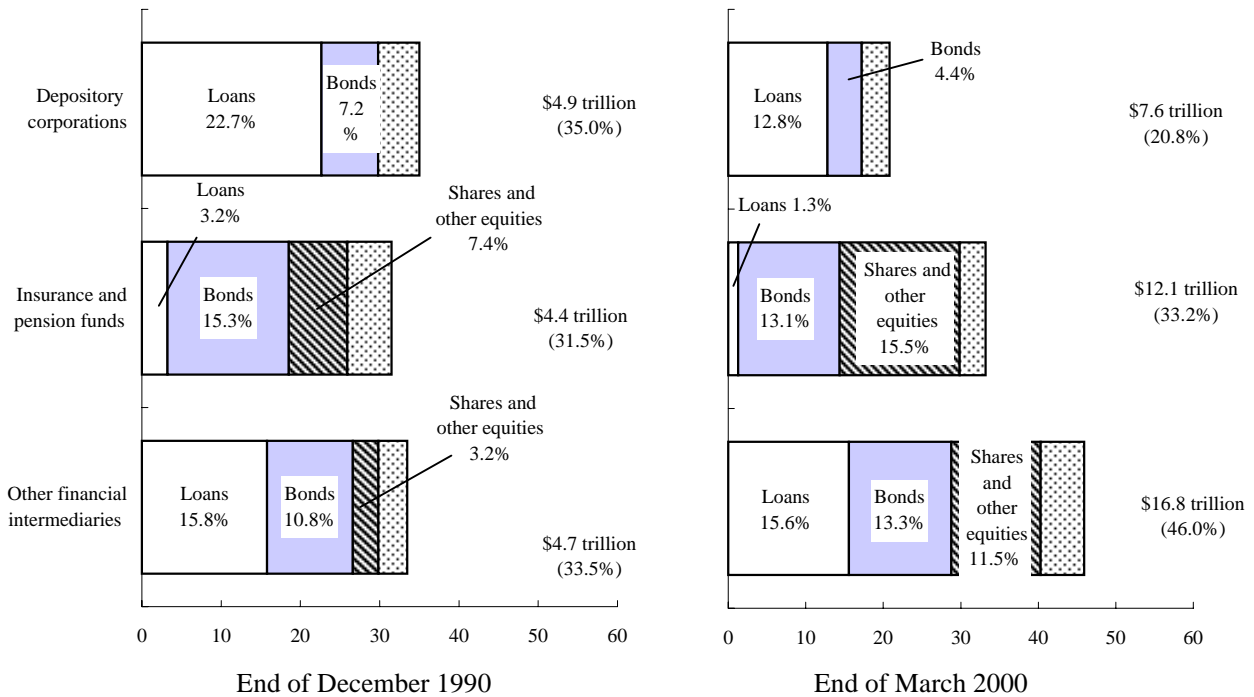 Depository
corporations
Loans
22.7%
Bonds
7.2
%
$4.9 trillion
(35.0%)
Loans
3.2%
Shares and
other equities
7.4%
Insurance and
pension funds
Bonds
15.3%
$4.4 trillion
(31.5%)
Shares and
other equities
3.2%
Other financial
intermediaries
Loans
15.8%
Bonds
10.8%
$4.7 trillion
(33.5%)
0 10 20 30 40 50 60
End of December 1990
Loans
12.8%
Bonds
4.4%
$7.6 trillion
(20.8%)
Loans 1.3%
Bonds
13.1%
Shares and
other
equities
15.5%
$12.1 trillion
(33.2%)
Loans
15.6%
Bonds
13.3%
Shares
and
other
equities
11.5%
$16.8 trillion
(46.0%)
0 10 20 30 40 50 60
End of March 2000